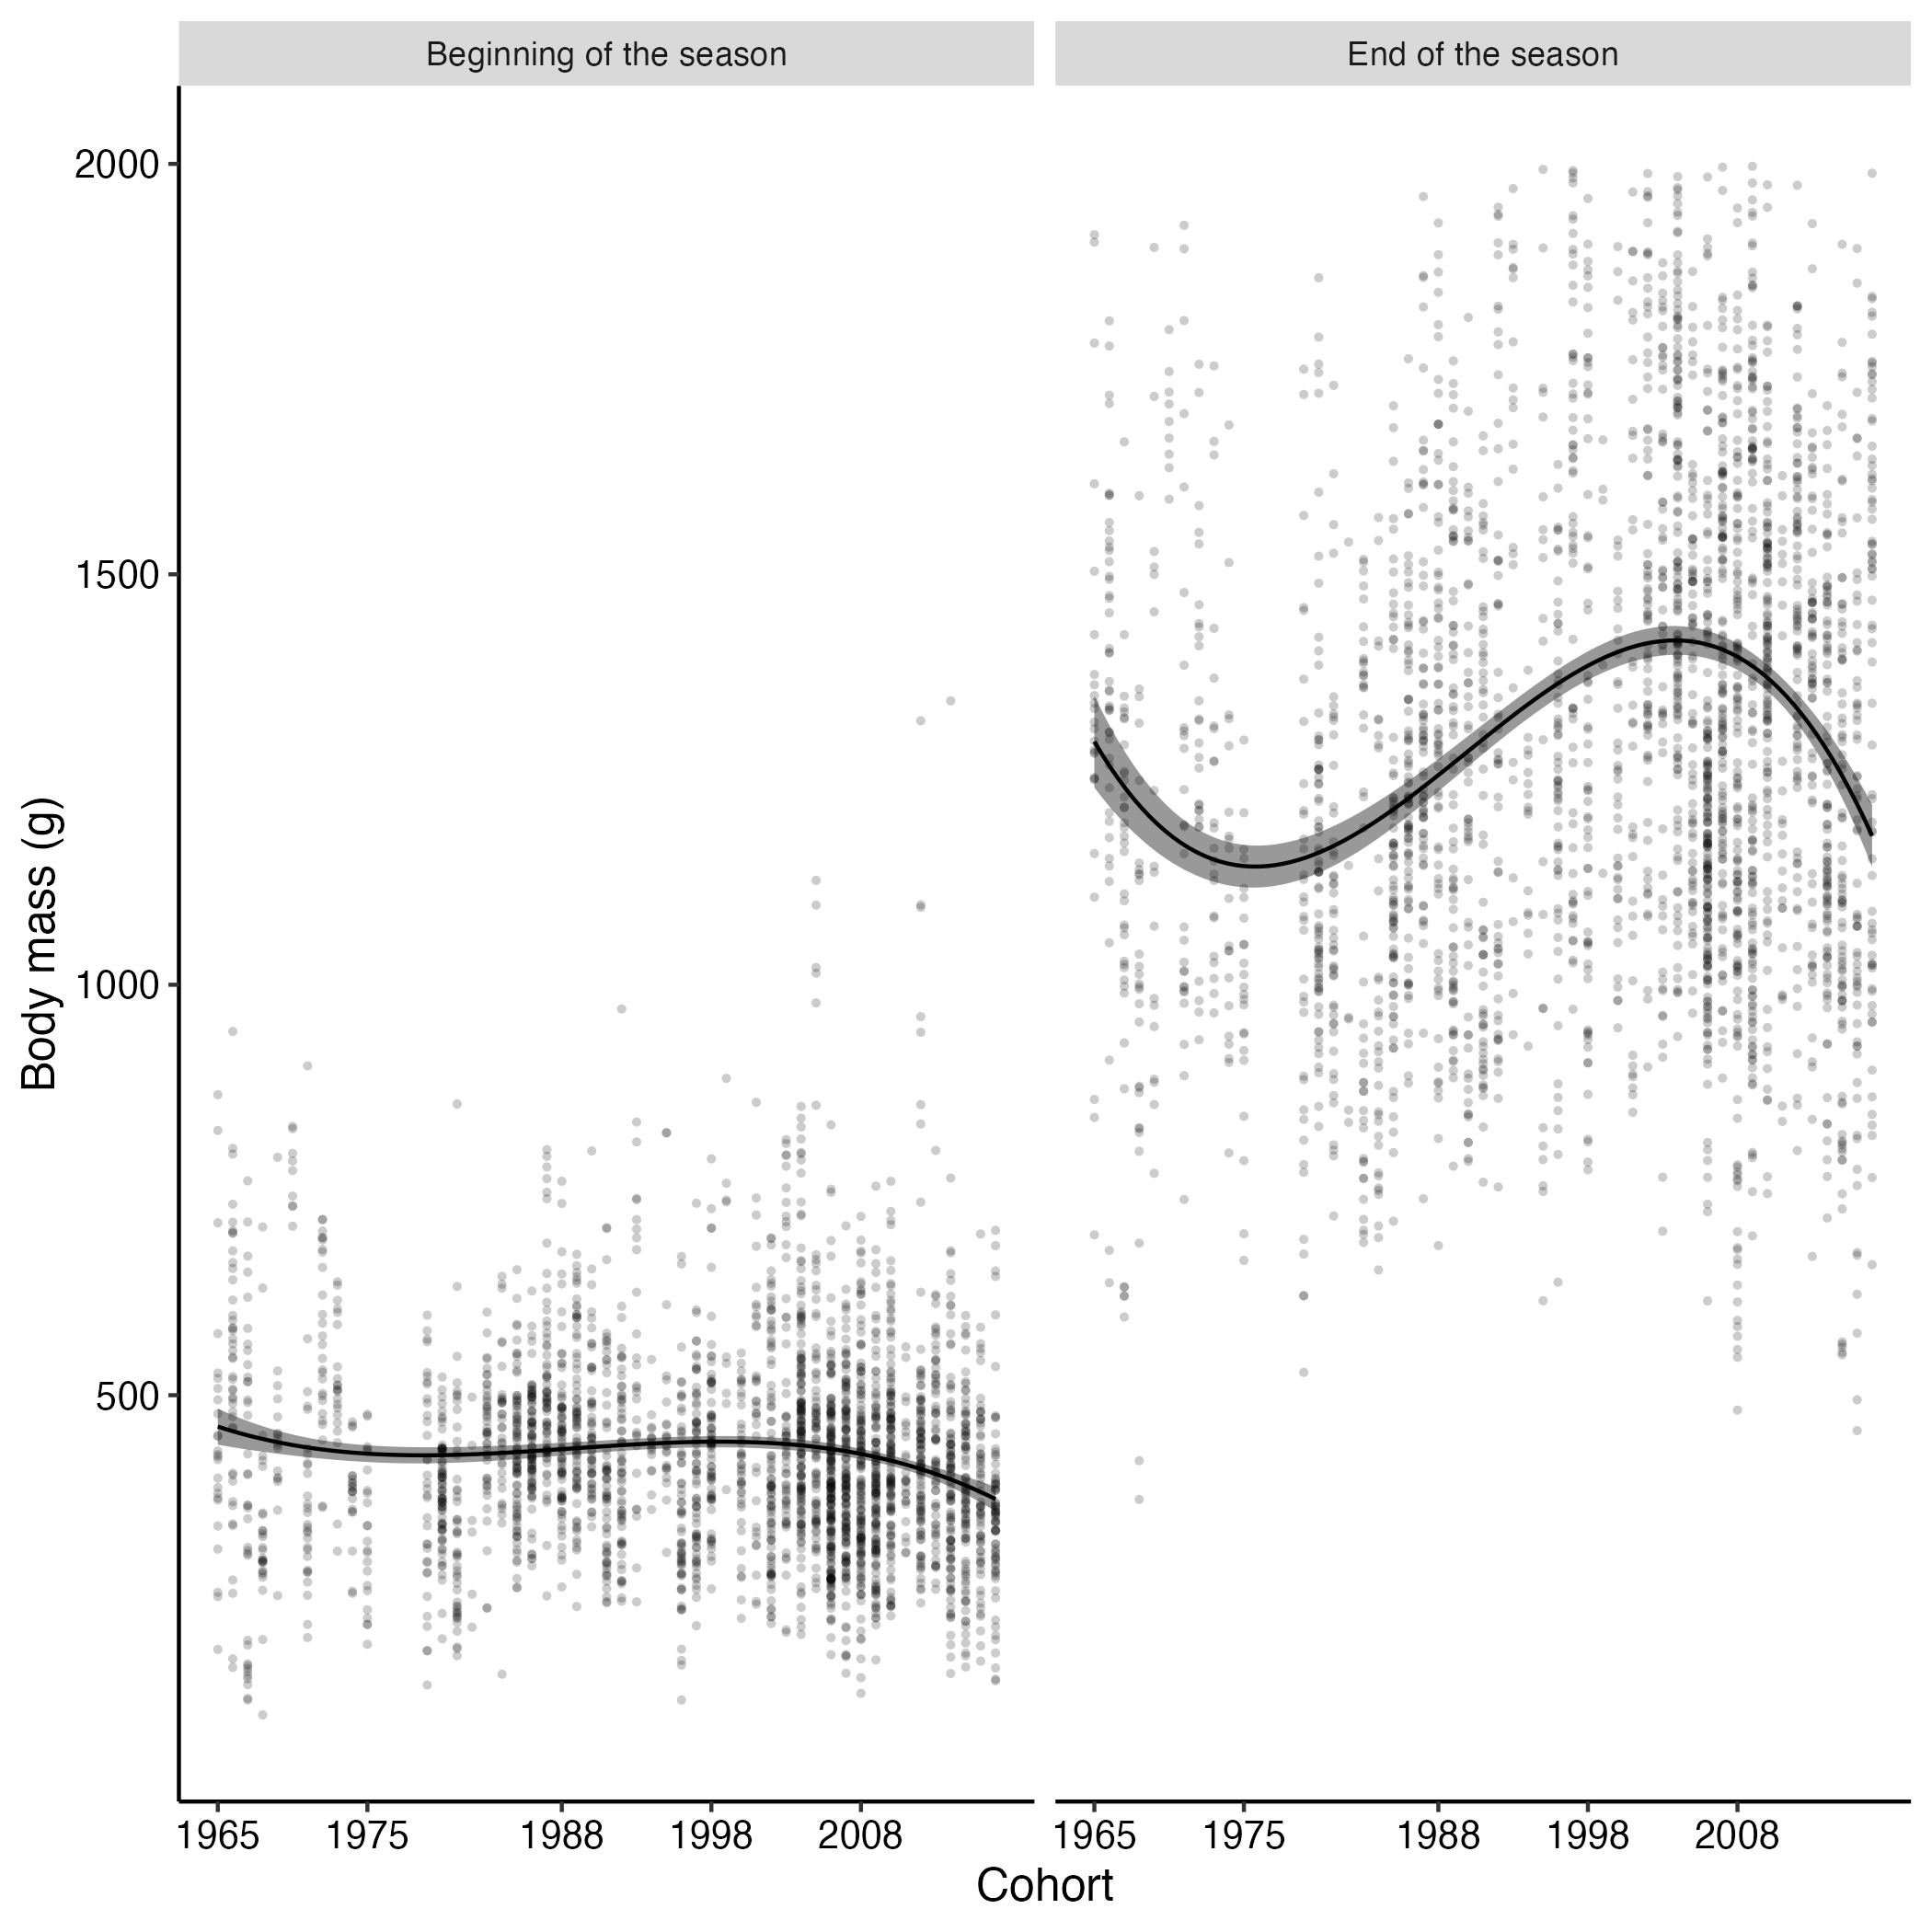 Beginning of the season
End of the season
Body mass (g)
2000
1500
1000
500
1965 1975 1988 1998 2008
1965 1975 1988 1998 2008
Cohort